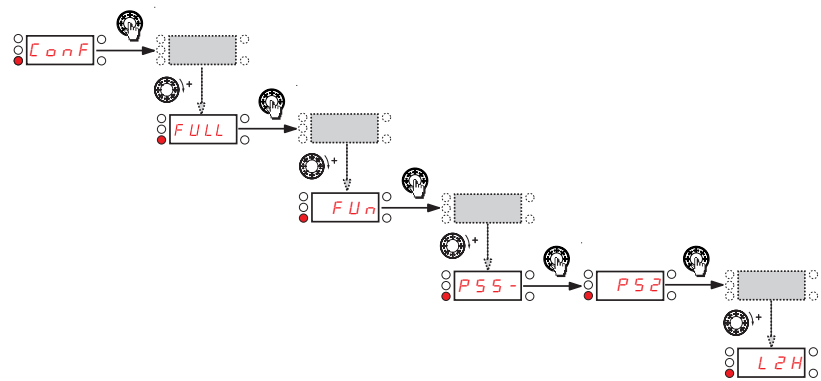 ConF
+
FULL
+
FUn
+
PSS-
PS2
+
L2H